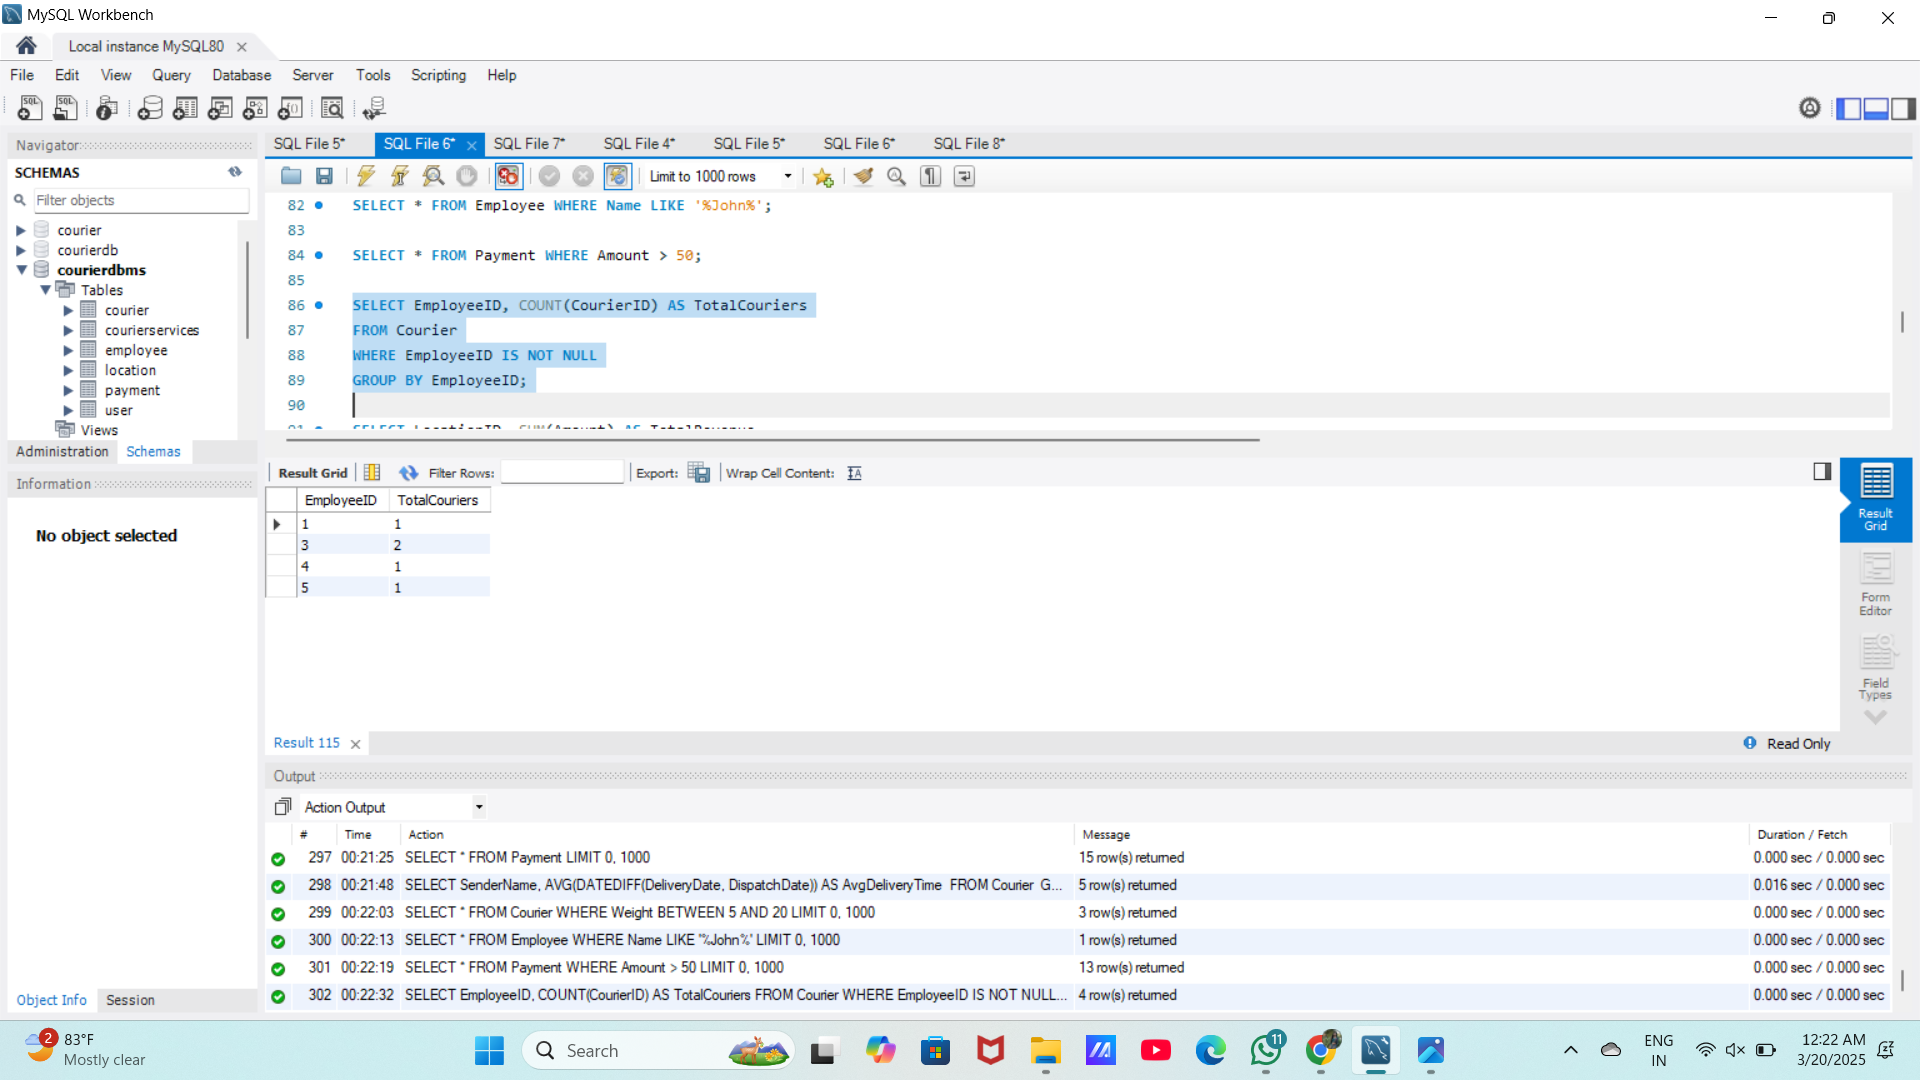 MySQL Workbench
Local instance MySQL80
File Edit View Query Database Server Tools Scripting Help
Navigator
SCHEMAS
Filter objects
courier
courierdb
courierdbms
Tables
courier
courierservices
employee
location
payment
user
Views
Administration Schemas
Information
No object selected
Object Info Session
SQL File 5* SQL File 6* SQL File 7* SQL File 4* SQL File 5* SQL File 6* SQL File 8*
Limit to 1000 rows
82 SELECT * FROM Employee WHERE Name LIKE '%John%';
83
84 SELECT * FROM Payment WHERE Amount > 50;
85
86 SELECT EmployeeID, COUNT(CourierID) AS TotalCouriers
87 FROM Courier
88 WHERE EmployeeID IS NOT NULL
89 GROUP BY EmployeeID;
90
91 SELECT LocationID, SUM(Amount) AS TotalRevenue
Result Grid Filter Rows: Export: Wrap Cell Content:
EmployeeID TotalCouriers
1 1
3 2
4 1
5 1
Result Grid
Form Editor
Field Types
Result 115
Read Only
Output
Action Output
# Time Action Message Duration / Fetch
297 00:21:25 SELECT * FROM Payment LIMIT 0, 1000 15 row(s) returned 0.000 sec / 0.000 sec
298 00:21:48 SELECT SenderName, AVG(DATEDIFF(DeliveryDate, DispatchDate)) AS AvgDeliveryTime FROM Courier G... 5 row(s) returned 0.016 sec / 0.000 sec
299 00:22:03 SELECT * FROM Courier WHERE Weight BETWEEN 5 AND 20 LIMIT 0, 1000 3 row(s) returned 0.000 sec / 0.000 sec
300 00:22:13 SELECT * FROM Employee WHERE Name LIKE '%John%' LIMIT 0, 1000 1 row(s) returned 0.000 sec / 0.000 sec
301 00:22:19 SELECT * FROM Payment WHERE Amount > 50 LIMIT 0, 1000 13 row(s) returned 0.000 sec / 0.000 sec
302 00:22:32 SELECT EmployeeID, COUNT(CourierID) AS TotalCouriers FROM Courier WHERE EmployeeID IS NOT NULL... 4 row(s) returned 0.000 sec / 0.000 sec
2
83°F
Mostly clear
Search
11
ENG
IN
12:22 AM
3/20/2025